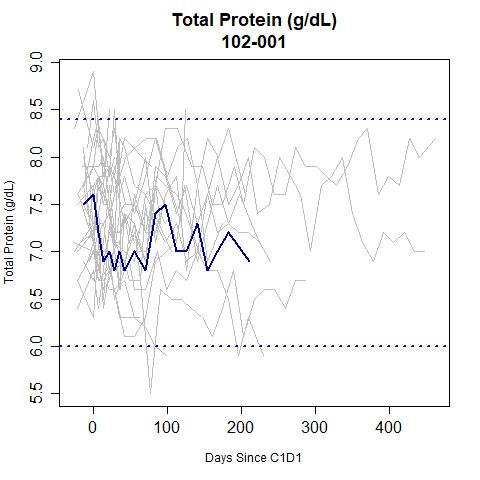 Total Protein (g/dL)
102-001
Total Protein (g/dL)
9.0
8.5
8.0
7.5
7.0
6.5
6.0
5.5
0 100 200 300 400
Days Since C1D1